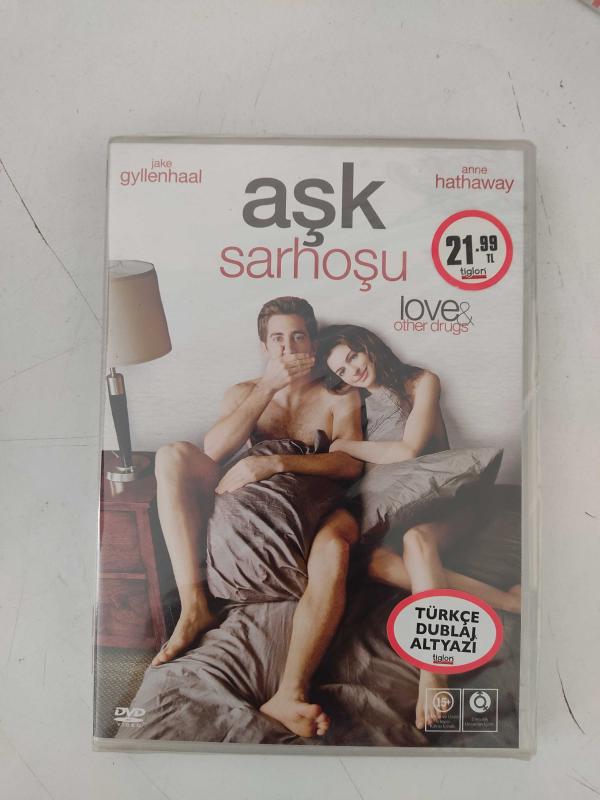 jake
gyllenhaal
anne
hathaway
aşk
sarhoşu
21.99
TL
tiglon
love &
other drugs
TÜRKÇE
DUBLAJ
ALTYAZI
tiglon
DVD
VIDEO
15+